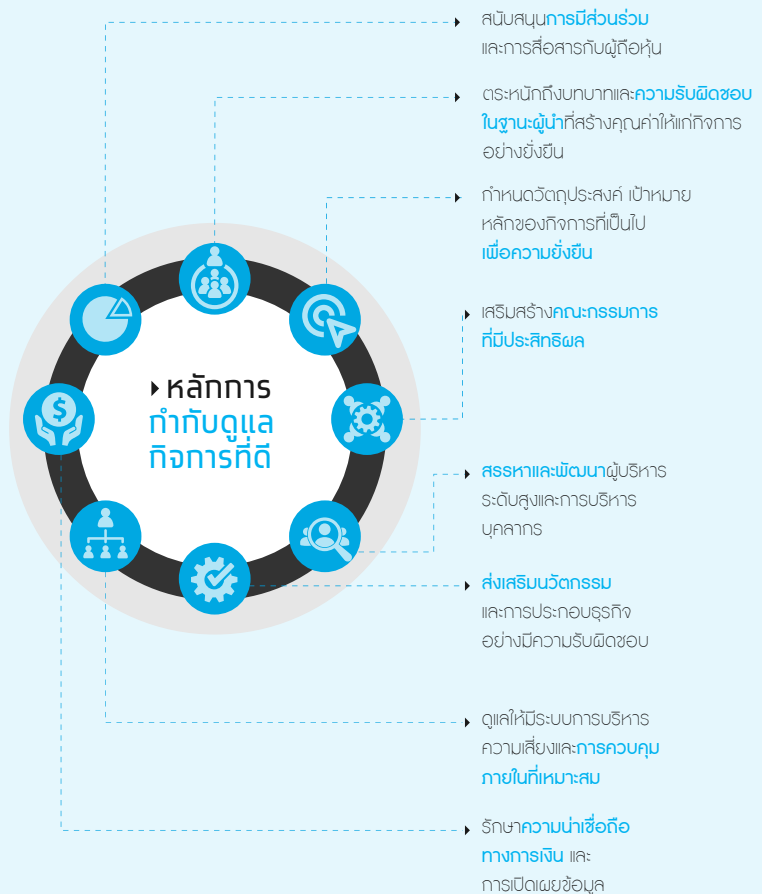 สนับสนุนการมีส่วนร่วม
และการสื่อสารกับผู้ถือหุ้น
ตระหนักถึงบทบาทและความรับผิดชอบ
ในฐานะผู้นำที่สร้างคุณค่าให้แก่กิจการ
อย่างยั่งยืน
กำหนดวัตถุประสงค์ เป้าหมาย
หลักของกิจการที่เป็นไป
เพื่อความยั่งยืน
เสริมสร้างคณะกรรมการ
ที่มีประสิทธิผล
หลักการ
กำกับดูแล
กิจการที่ดี
สรรหาและพัฒนาผู้บริหาร
ระดับสูงและการบริหาร
บุคลากร
ส่งเสริมนวัตกรรม
และการประกอบธุรกิจ
อย่างมีความรับผิดชอบ
ดูแลให้มีระบบการบริหาร
ความเสี่ยงและการควบคุม
ภายในที่เหมาะสม
รักษาความน่าเชื่อถือ
ทางการเงิน และ
การเปิดเผยข้อมูล